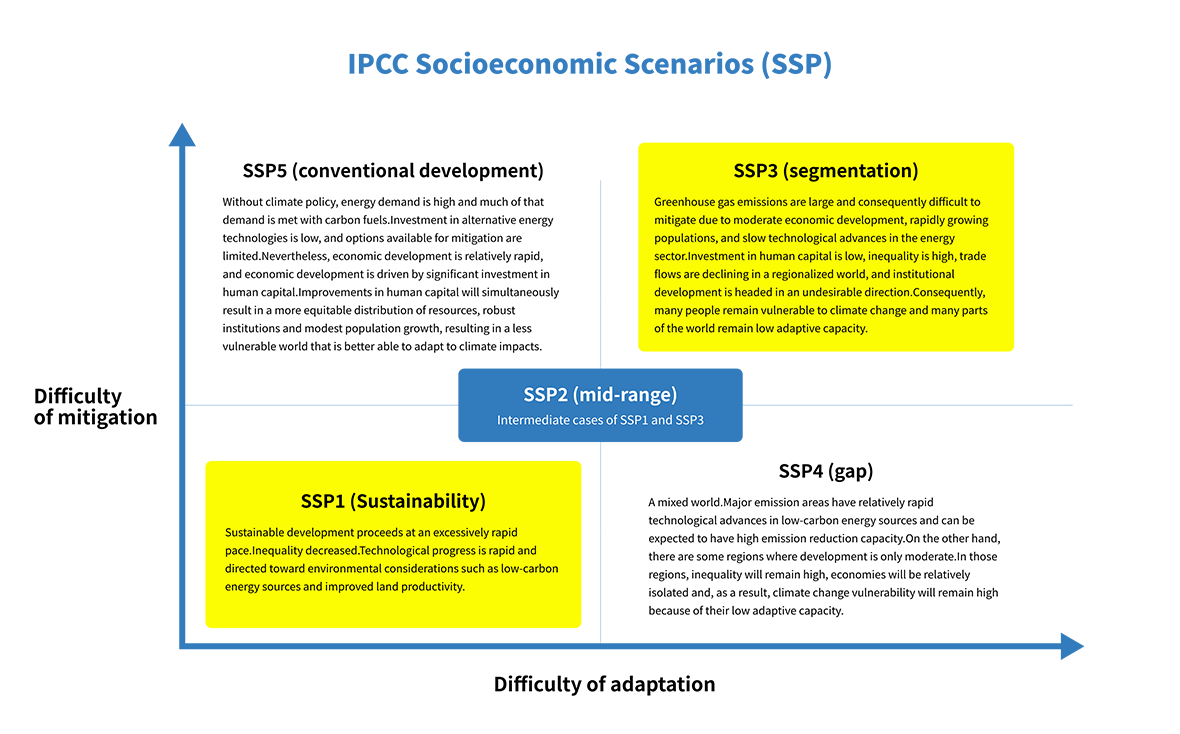 IPCC Socioeconomic Scenarios (SSP)
SSP5 (conventional development)
Without climate policy, energy demand is high and much of that
demand is met with carbon fuels.Investment in alternative energy
technologies is low, and options available for mitigation are
limited.Nevertheless, economic development is relatively rapid,
and economic development is driven by significant investment in
human capital.Improvements in human capital will simultaneously
result in a more equitable distribution of resources, robust
institutions and modest population growth, resulting in a less
vulnerable world that is better able to adapt to climate impacts.
SSP3 (segmentation)
Greenhouse gas emissions are large and consequently difficult to
mitigate due to moderate economic development, rapidly growing
populations, and slow technological advances in the energy
sector.Investment in human capital is low, inequality is high, trade
flows are declining in a regionalized world, and institutional
development is headed in an undesirable direction.Consequently,
many people remain vulnerable to climate change and many parts
of the world remain low adaptive capacity.
Difficulty
of mitigation
SSP2 (mid-range)
Intermediate cases of SSP1 and SSP3
SSP1 (Sustainability)
Sustainable development proceeds at an excessively rapid
pace.Inequality decreased.Technological progress is rapid and
directed toward environmental considerations such as low-carbon
energy sources and improved land productivity.
SSP4 (gap)
A mixed world.Major emission areas have relatively rapid
technological advances in low-carbon energy sources and can be
expected to have high emission reduction capacity.On the other hand,
there are some regions where development is only moderate.In those
regions, inequality will remain high, economies will be relatively
isolated and, as a result, climate change vulnerability will remain high
because of their low adaptive capacity.
Difficulty of adaptation